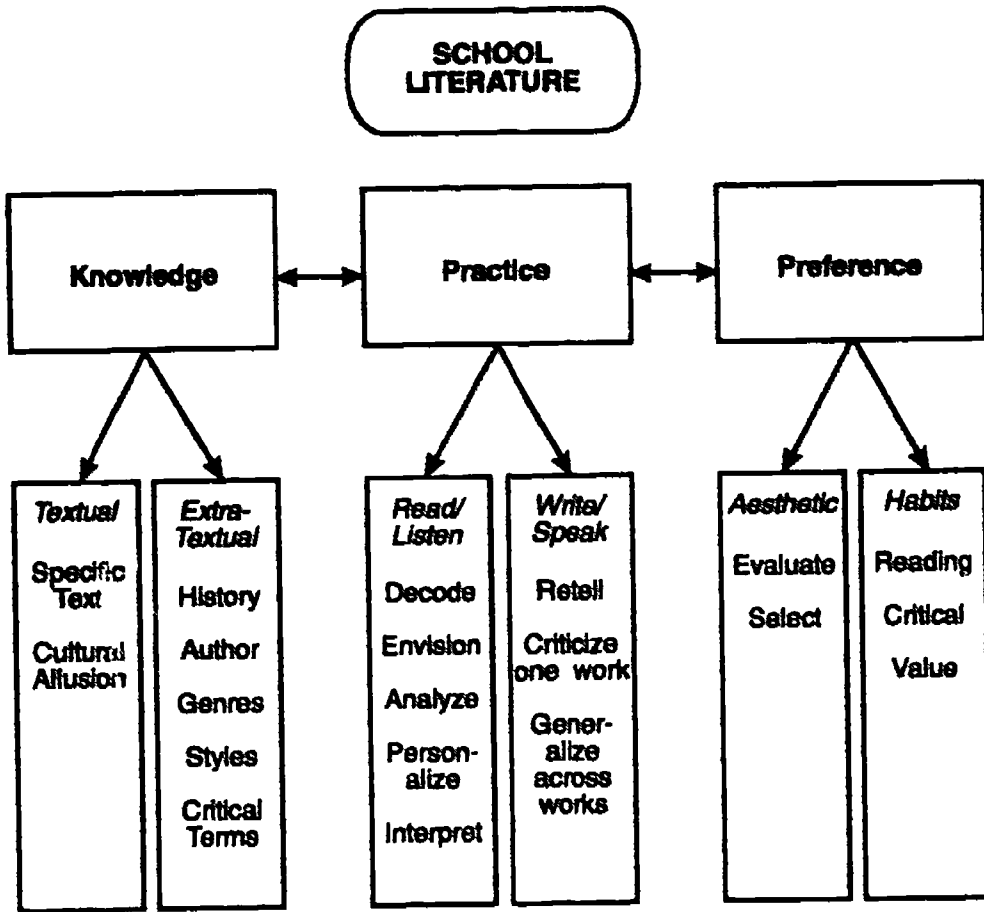 SCHOOL
LITERATURE
Knowledge
Practice
Preference
Textual
Specific
Text
Cultural
Allusion
Extra-
Textual
History
Author
Genres
Styles
Critical
Terms
Read/
Listen
Decode
Envision
Analyze
Person-
alize
Interpret
Write/
Speak
Retell
Criticize
one work
Gener-
alize
across
works
Aesthetic
Evaluate
Select
Habits
Reading
Critical
Value